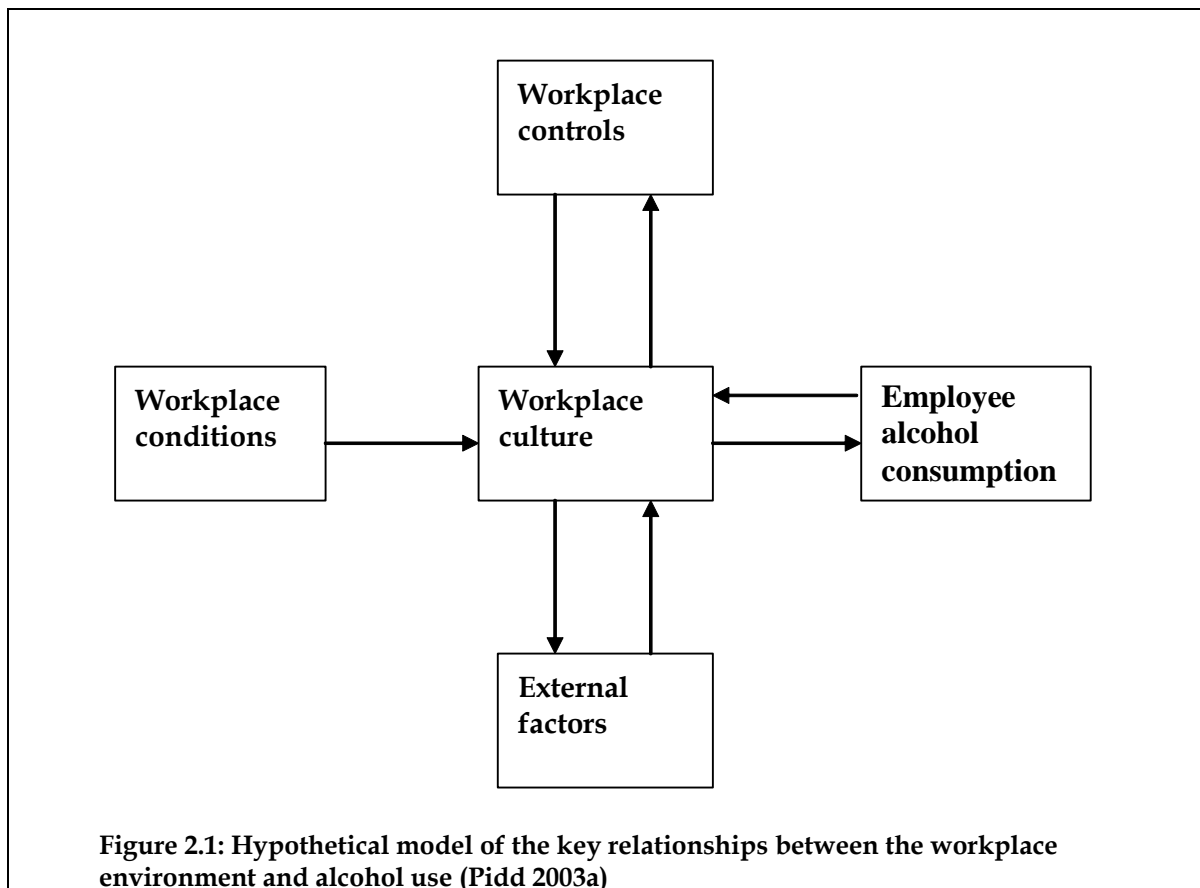 Workplace
controls
Workplace
conditions
Workplace
culture
Employee
alcohol
consumption
External
factors
Figure 2.1: Hypothetical model of the key relationships between the workplace
environment and alcohol use (Pidd 2003a)